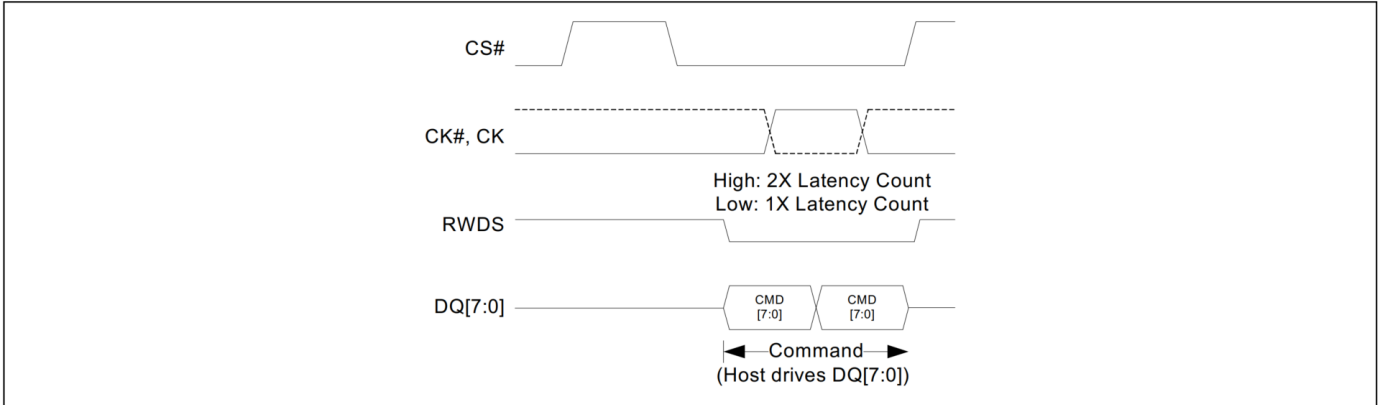 CS#
CK#, CK
High: 2X Latency Count
Low: 1X Latency Count
RWDS
DQ[7:0]
CMD
[7:0]
CMD
[7:0]
Command
(Host drives DQ[7:0])